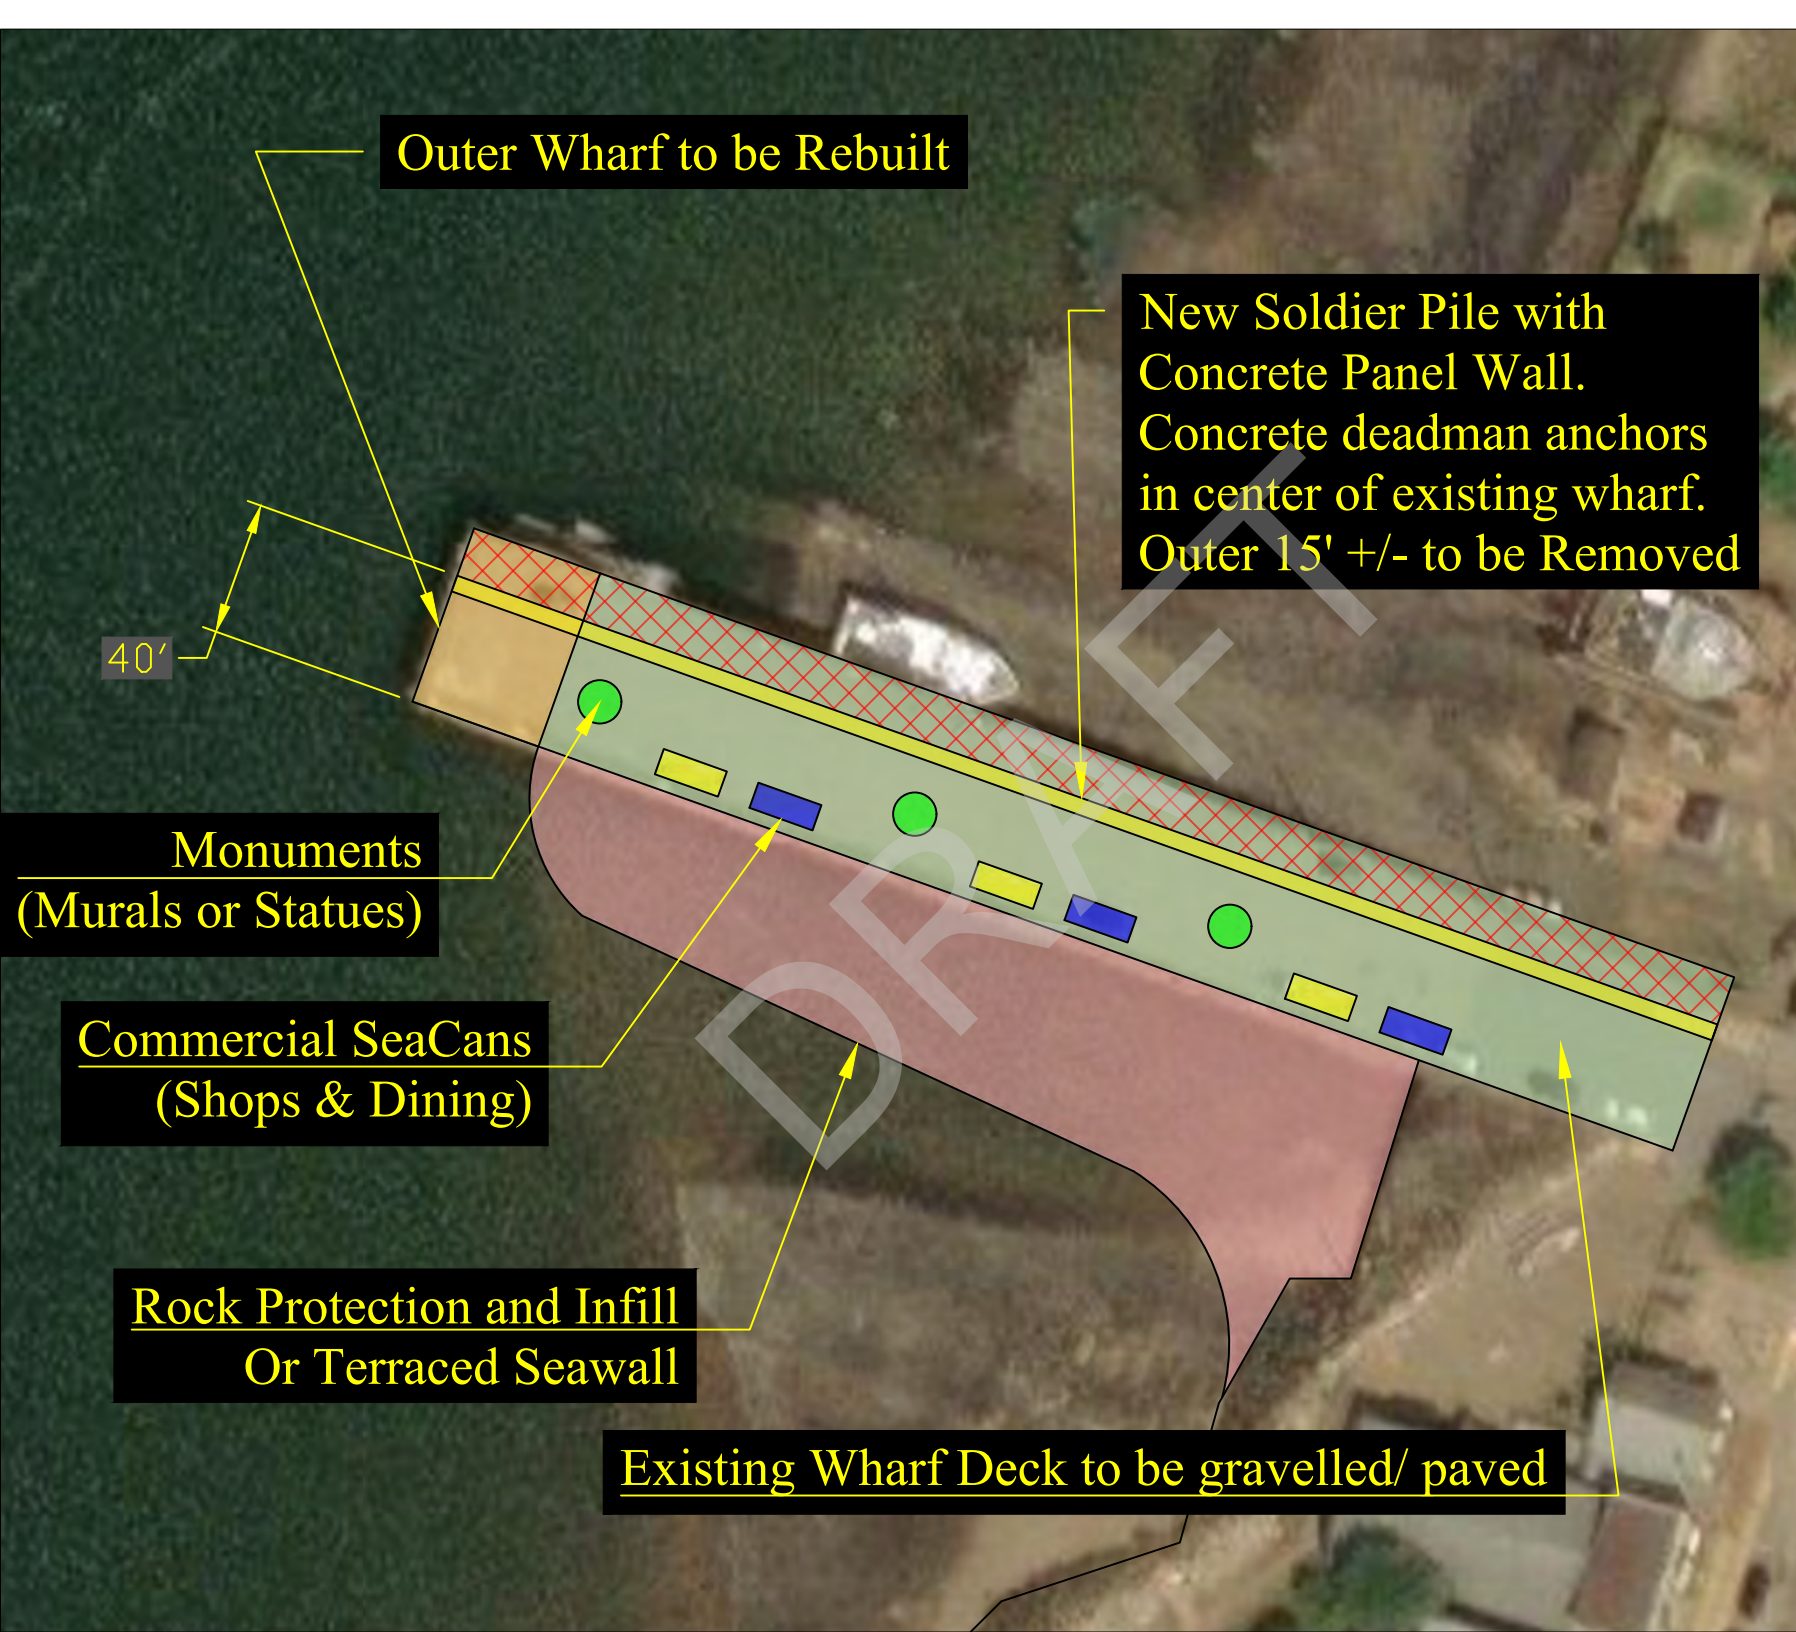 Outer Wharf to be Rebuilt
New Soldier Pile with
Concrete Panel Wall.
Concrete deadman anchors
in center of existing wharf.
Outer 15' +/- to be Removed
40'
Monuments
(Murals or Statues)
Commercial SeaCans
(Shops & Dining)
Rock Protection and Infill
Or Terraced Seawall
Existing Wharf Deck to be gravelled/ paved
DRAFT